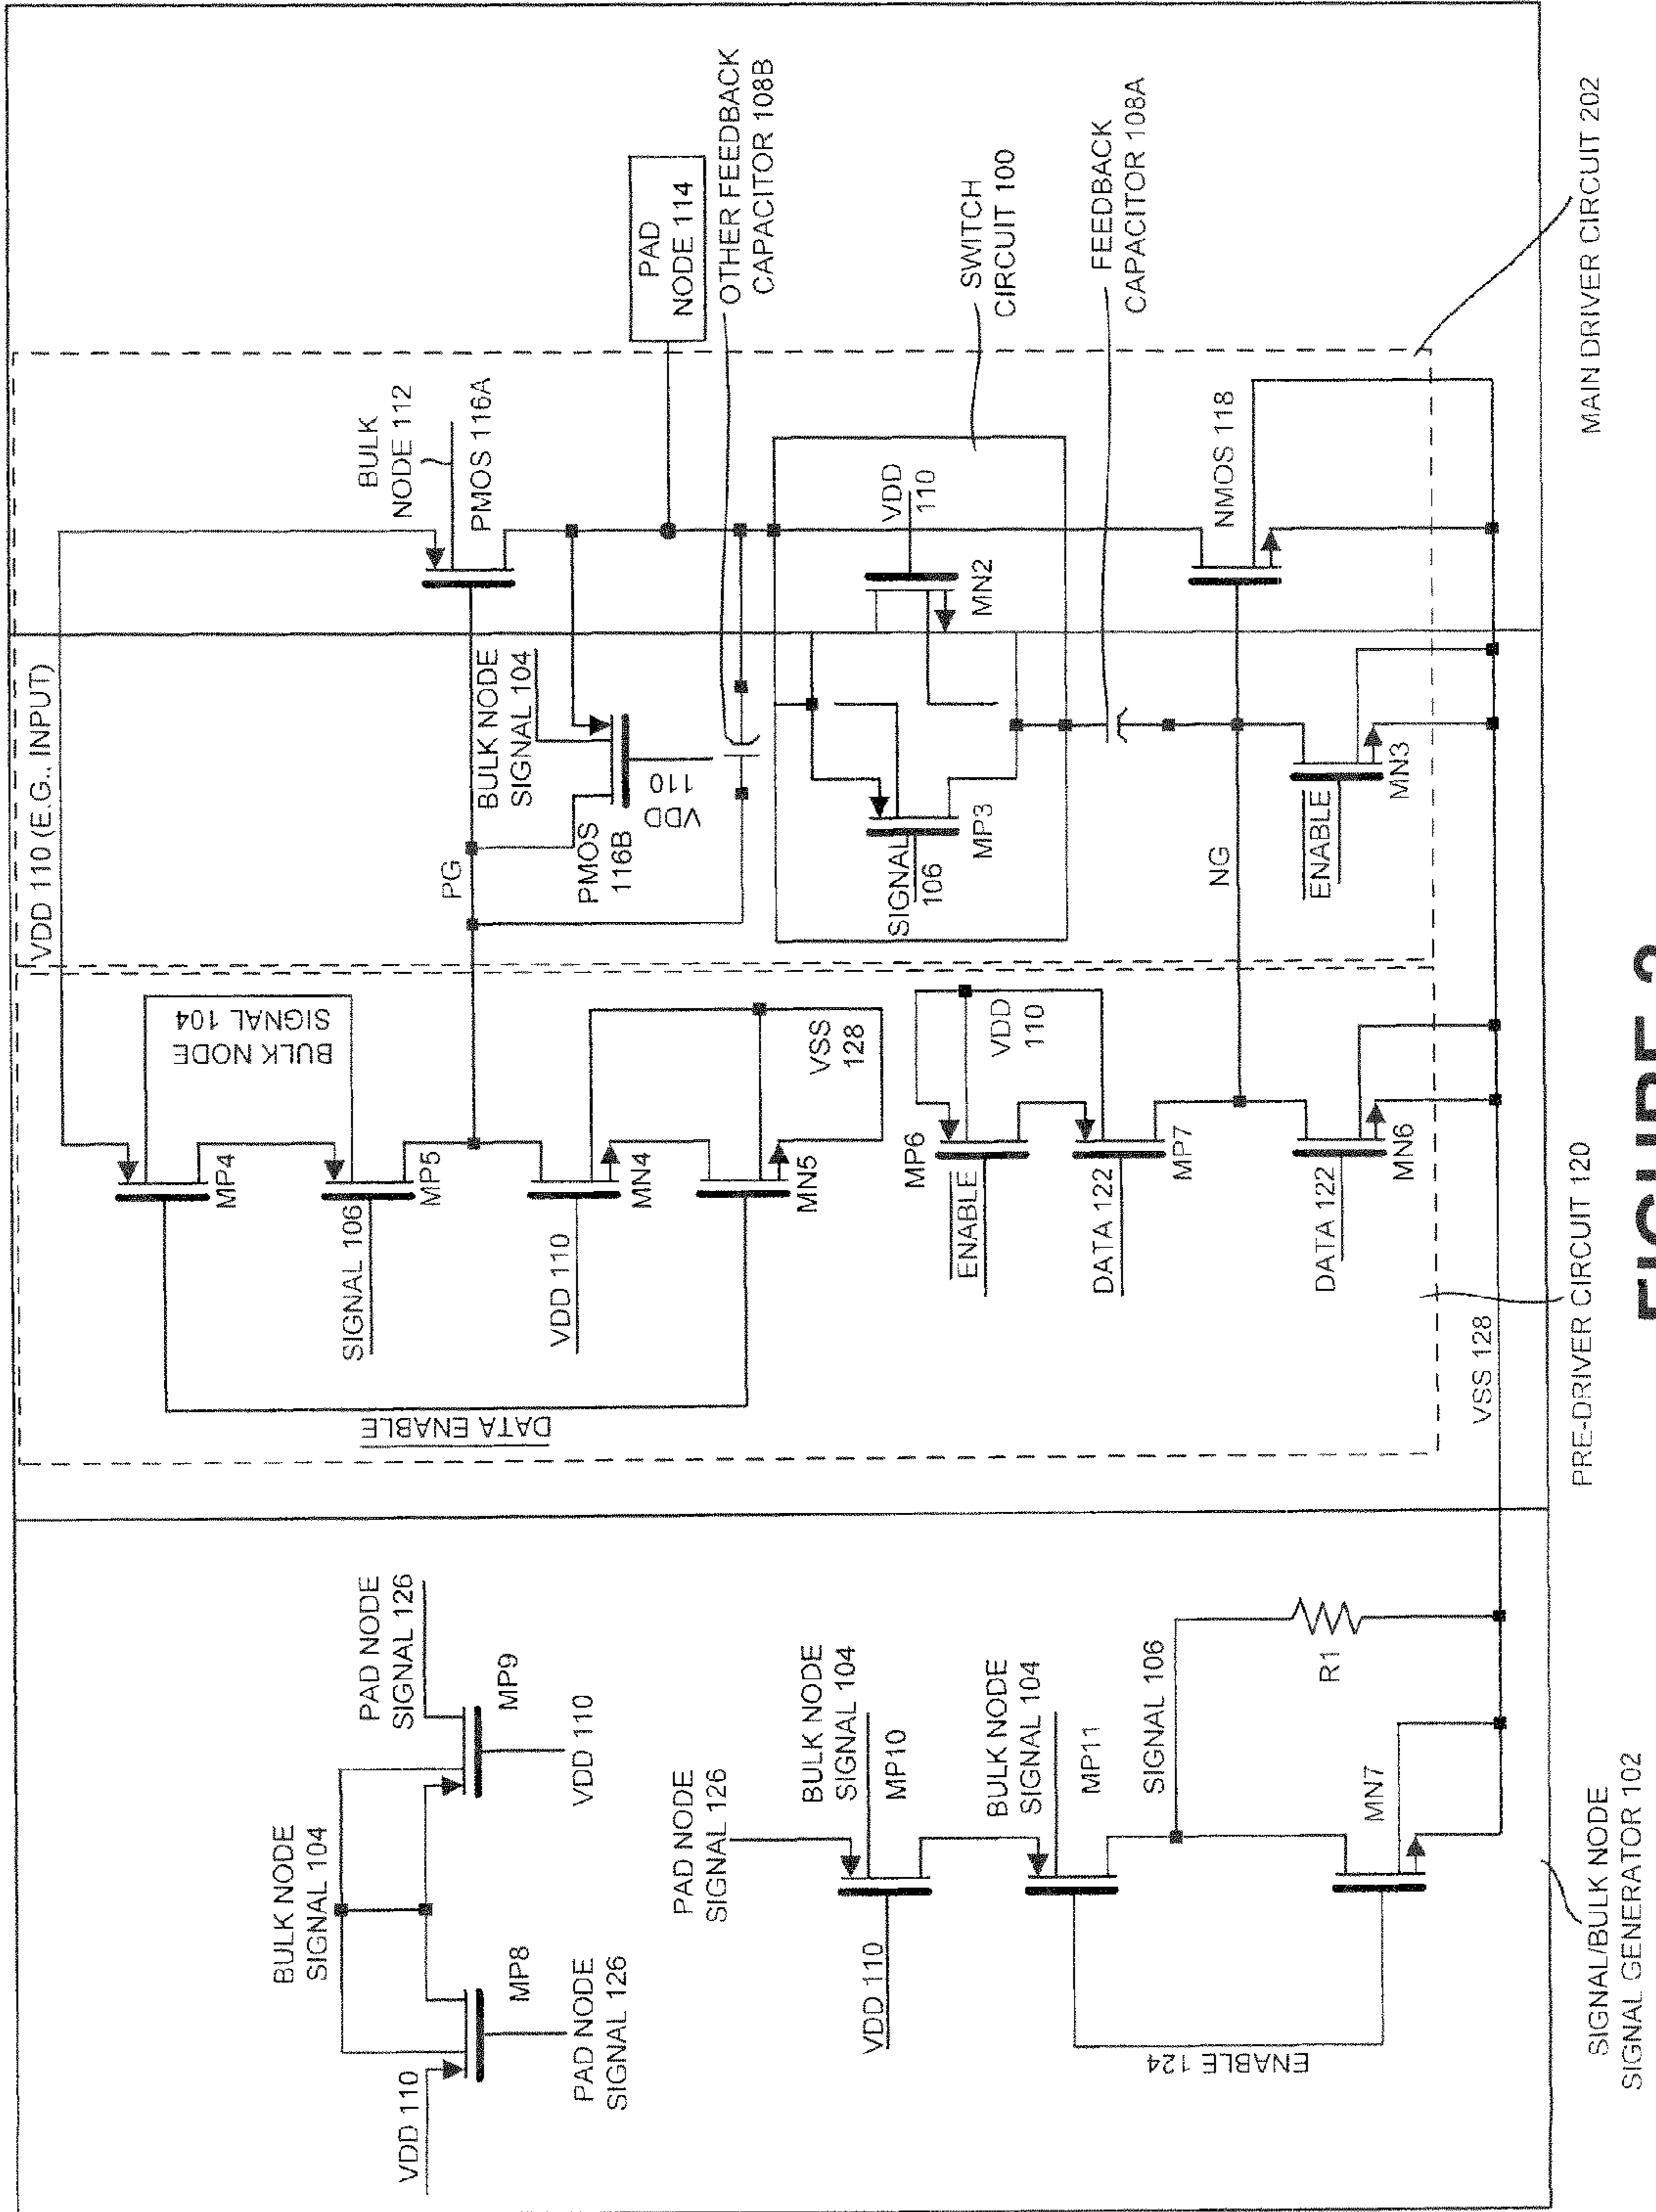 VDD 110 (E.G., INPUT)
BULK
NODE 112
PMOS 116A
PAD
NODE 114
OTHER FEEDBACK
CAPACITOR 108B
BULK NODE
SIGNAL 104
PG
PMOS
116B
VDD
110
SWITCH
CIRCUIT 100
VDD
110
MN2
SIGNAL
106
MP3
FEEDBACK
CAPACITOR 108A
NG
NMOS 118
ENABLE
MN3
MAIN DRIVER CIRCUIT 202
BULK NODE
SIGNAL 104
MP4
SIGNAL 106
MP5
VDD 110
MN4
MN5
VSS
128
DATA ENABLE
MP6
VDD
110
ENABLE
DATA 122
MP7
DATA 122
MN6
VSS 128
PRE-DRIVER CIRCUIT 120
BULK NODE
SIGNAL 104
PAD NODE
SIGNAL 126
MP9
VDD 110
MP8
VDD 110
PAD NODE
SIGNAL 126
PAD NODE
SIGNAL 126
BULK NODE
SIGNAL 104
MP10
VDD 110
BULK NODE
SIGNAL 104
MP11
SIGNAL 106
R1
MN7
ENABLE 124
SIGNAL/BULK NODE
SIGNAL GENERATOR 102